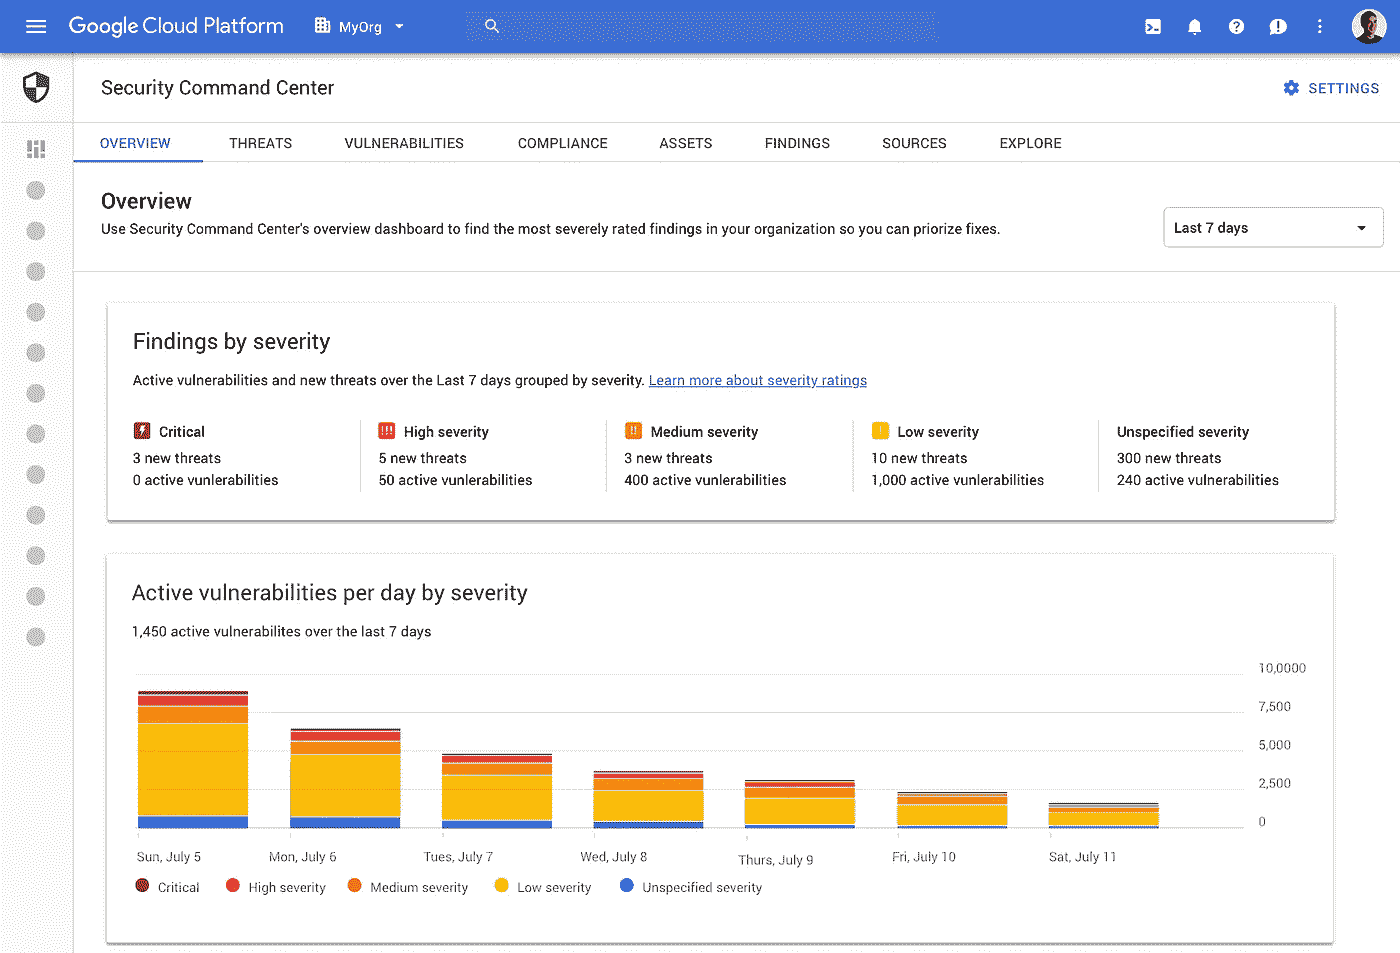 Google Cloud Platform MyOrg
Security Command Center SETTINGS
OVERVIEW THREATS VULNERABILITIES COMPLIANCE ASSETS FINDINGS SOURCES EXPLORE
Overview
Use Security Command Center's overview dashboard to find the most severely rated findings in your organization so you can priorize fixes.
Last 7 days
Findings by severity
Active vulnerabilities and new threats over the Last 7 days grouped by severity. Learn more about severity ratings
Critical
3 new threats
0 active vunlerabilities
High severity
5 new threats
50 active vunlerabilities
Medium severity
3 new threats
400 active vunlerabilities
Low severity
10 new threats
1,000 active vunlerabilities
Unspecified severity
300 new threats
240 active vulnerabilities
Active vulnerabilities per day by severity
1,450 active vulnerabilites over the last 7 days
10,0000
7,500
5,000
2,500
0
Sun, July 5 Mon, July 6 Tues, July 7 Wed, July 8 Thurs, July 9 Fri, July 10 Sat, July 11
Critical High severity Medium severity Low severity Unspecified severity